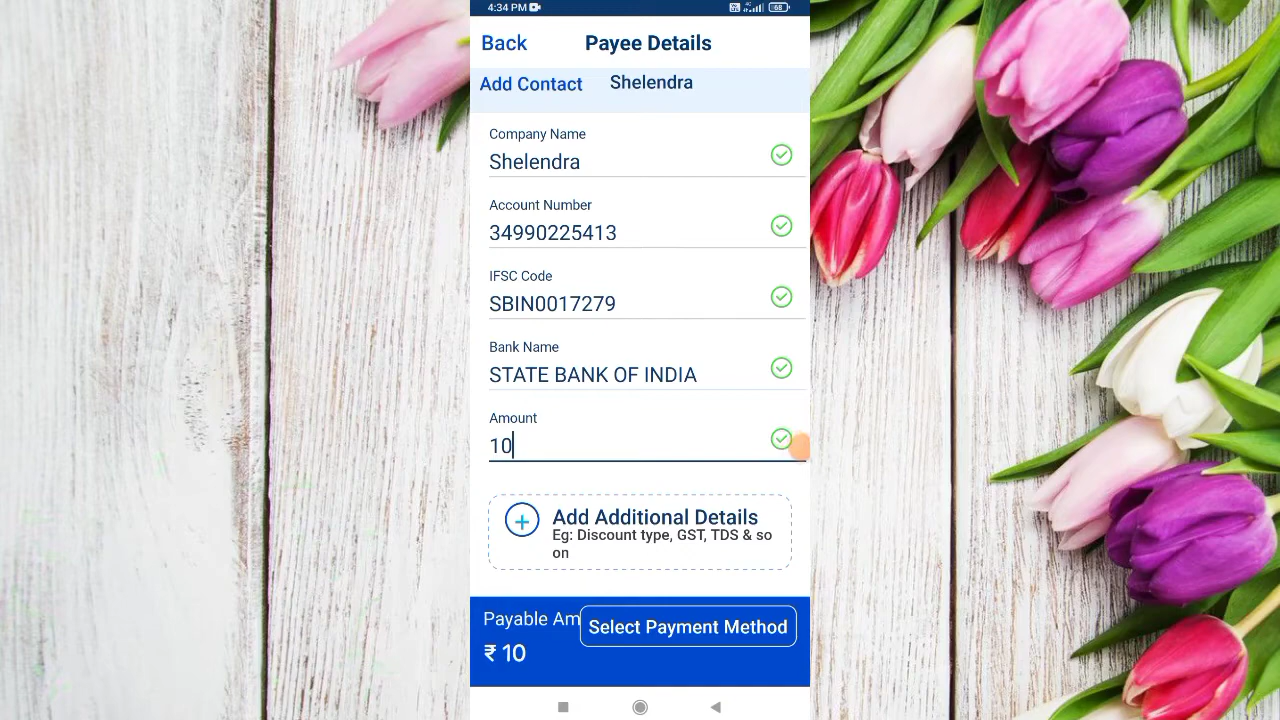 4:34 PM
68
Back
Payee Details
Add Contact
Shelendra
Company Name
Shelendra
Account Number
34990225413
IFSC Code
SBIN0017279
Bank Name
STATE BANK OF INDIA
Amount
10
Add Additional Details
Eg: Discount type, GST, TDS & so
on
Payable Am
Select Payment Method
₹ 10